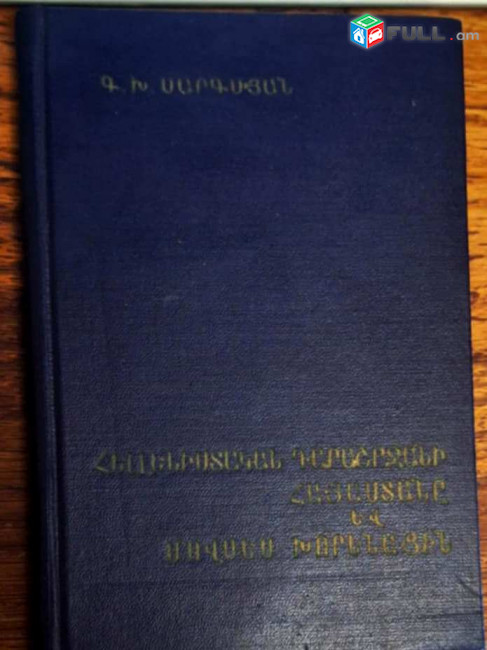 FULL.am
Գ. Խ. ՍԱՐԳՍՅԱՆ
ՀԵԼԼԵՆԻՍՏԱԿԱՆ ԴԱՐԱՇՐՋԱՆԻ
ՀԱՅԱՍՏԱՆԸ
ԵՎ
ՄՈՎՍԵՍ ԽՈՐԵՆԱՑԻՆ